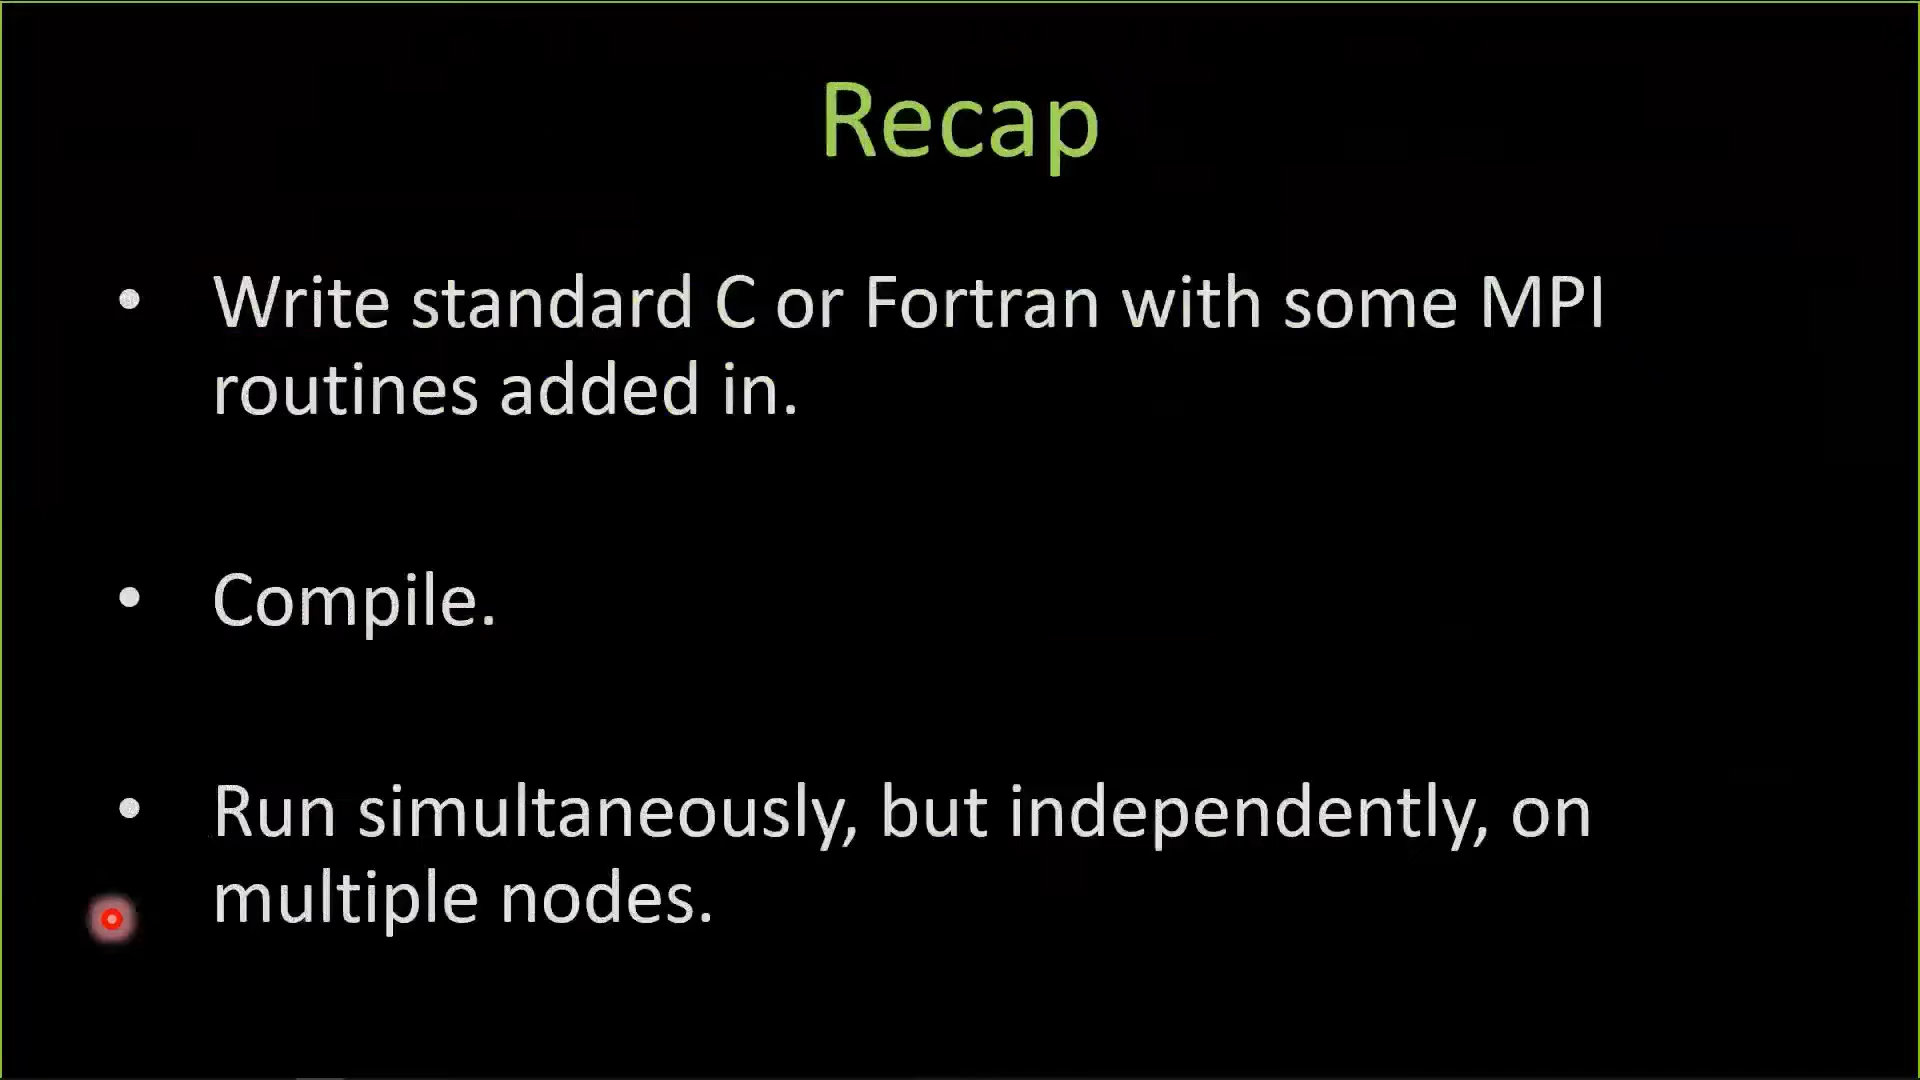 Recap
• Write standard C or Fortran with some MPI
routines added in.
• Compile.
• Run simultaneously, but independently, on
multiple nodes.